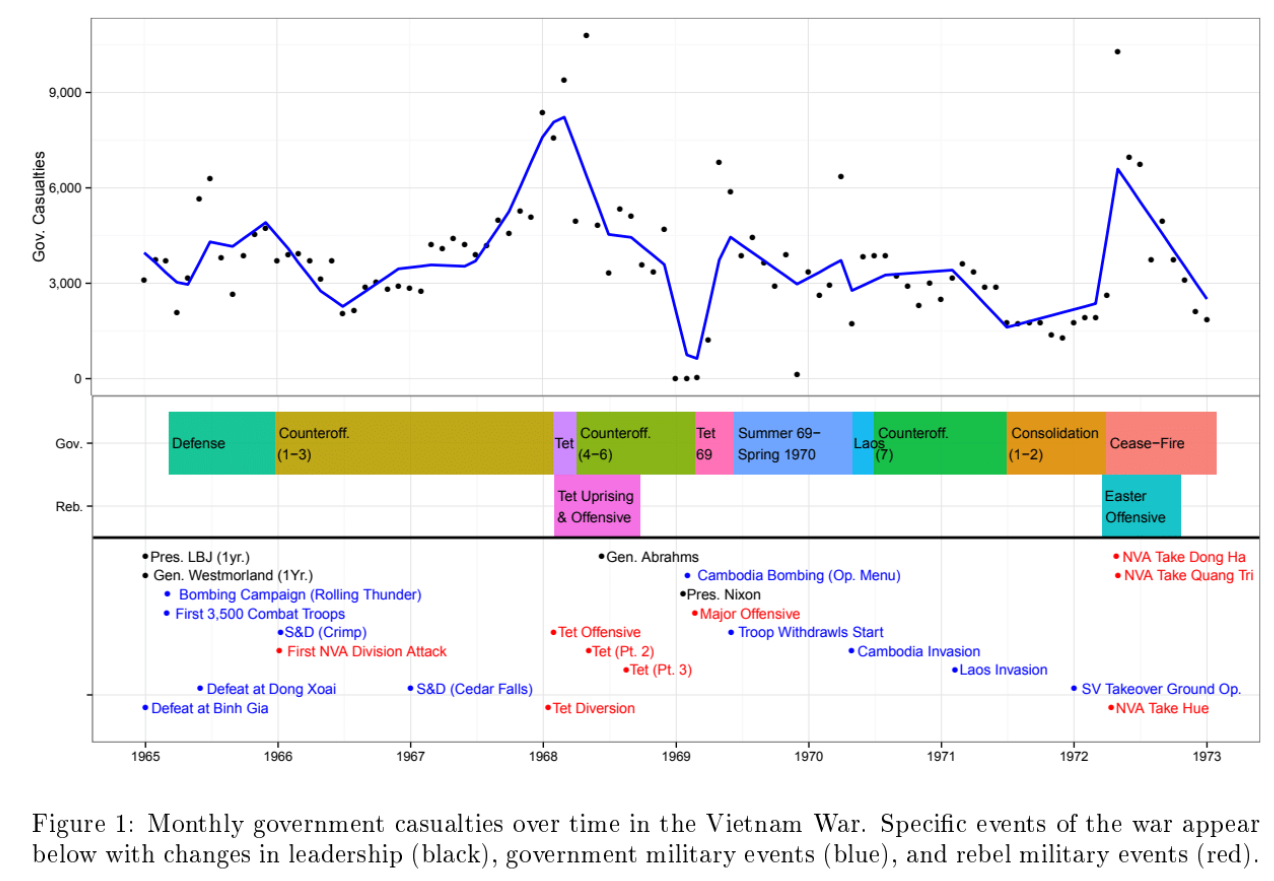 9,000
6,000
3,000
0
Gov. Casualties
Gov.
Defense
Counteroff.
(1−3)
Tet
Counteroff.
(4−6)
Tet
69
Summer 69−
Spring 1970
Laos
Counteroff.
(7)
Consolidation
(1−2)
Cease−Fire
Reb.
Tet Uprising
& Offensive
Easter
Offensive
Pres. LBJ (1yr.)
Gen. Abrahms
NVA Take Dong Ha
Gen. Westmorland (1Yr.)
Cambodia Bombing (Op. Menu)
NVA Take Quang Tri
Bombing Campaign (Rolling Thunder)
Pres. Nixon
First 3,500 Combat Troops
Major Offensive
S&D (Crimp)
Tet Offensive
Troop Withdrawls Start
First NVA Division Attack
Tet (Pt. 2)
Cambodia Invasion
Tet (Pt. 3)
Laos Invasion
Defeat at Dong Xoai
S&D (Cedar Falls)
SV Takeover Ground Op.
Defeat at Binh Gia
Tet Diversion
NVA Take Hue
1965 1966 1967 1968 1969 1970 1971 1972 1973
Figure 1: Monthly government casualties over time in the Vietnam War. Specific events of the war appear
below with changes in leadership (black), government military events (blue), and rebel military events (red).